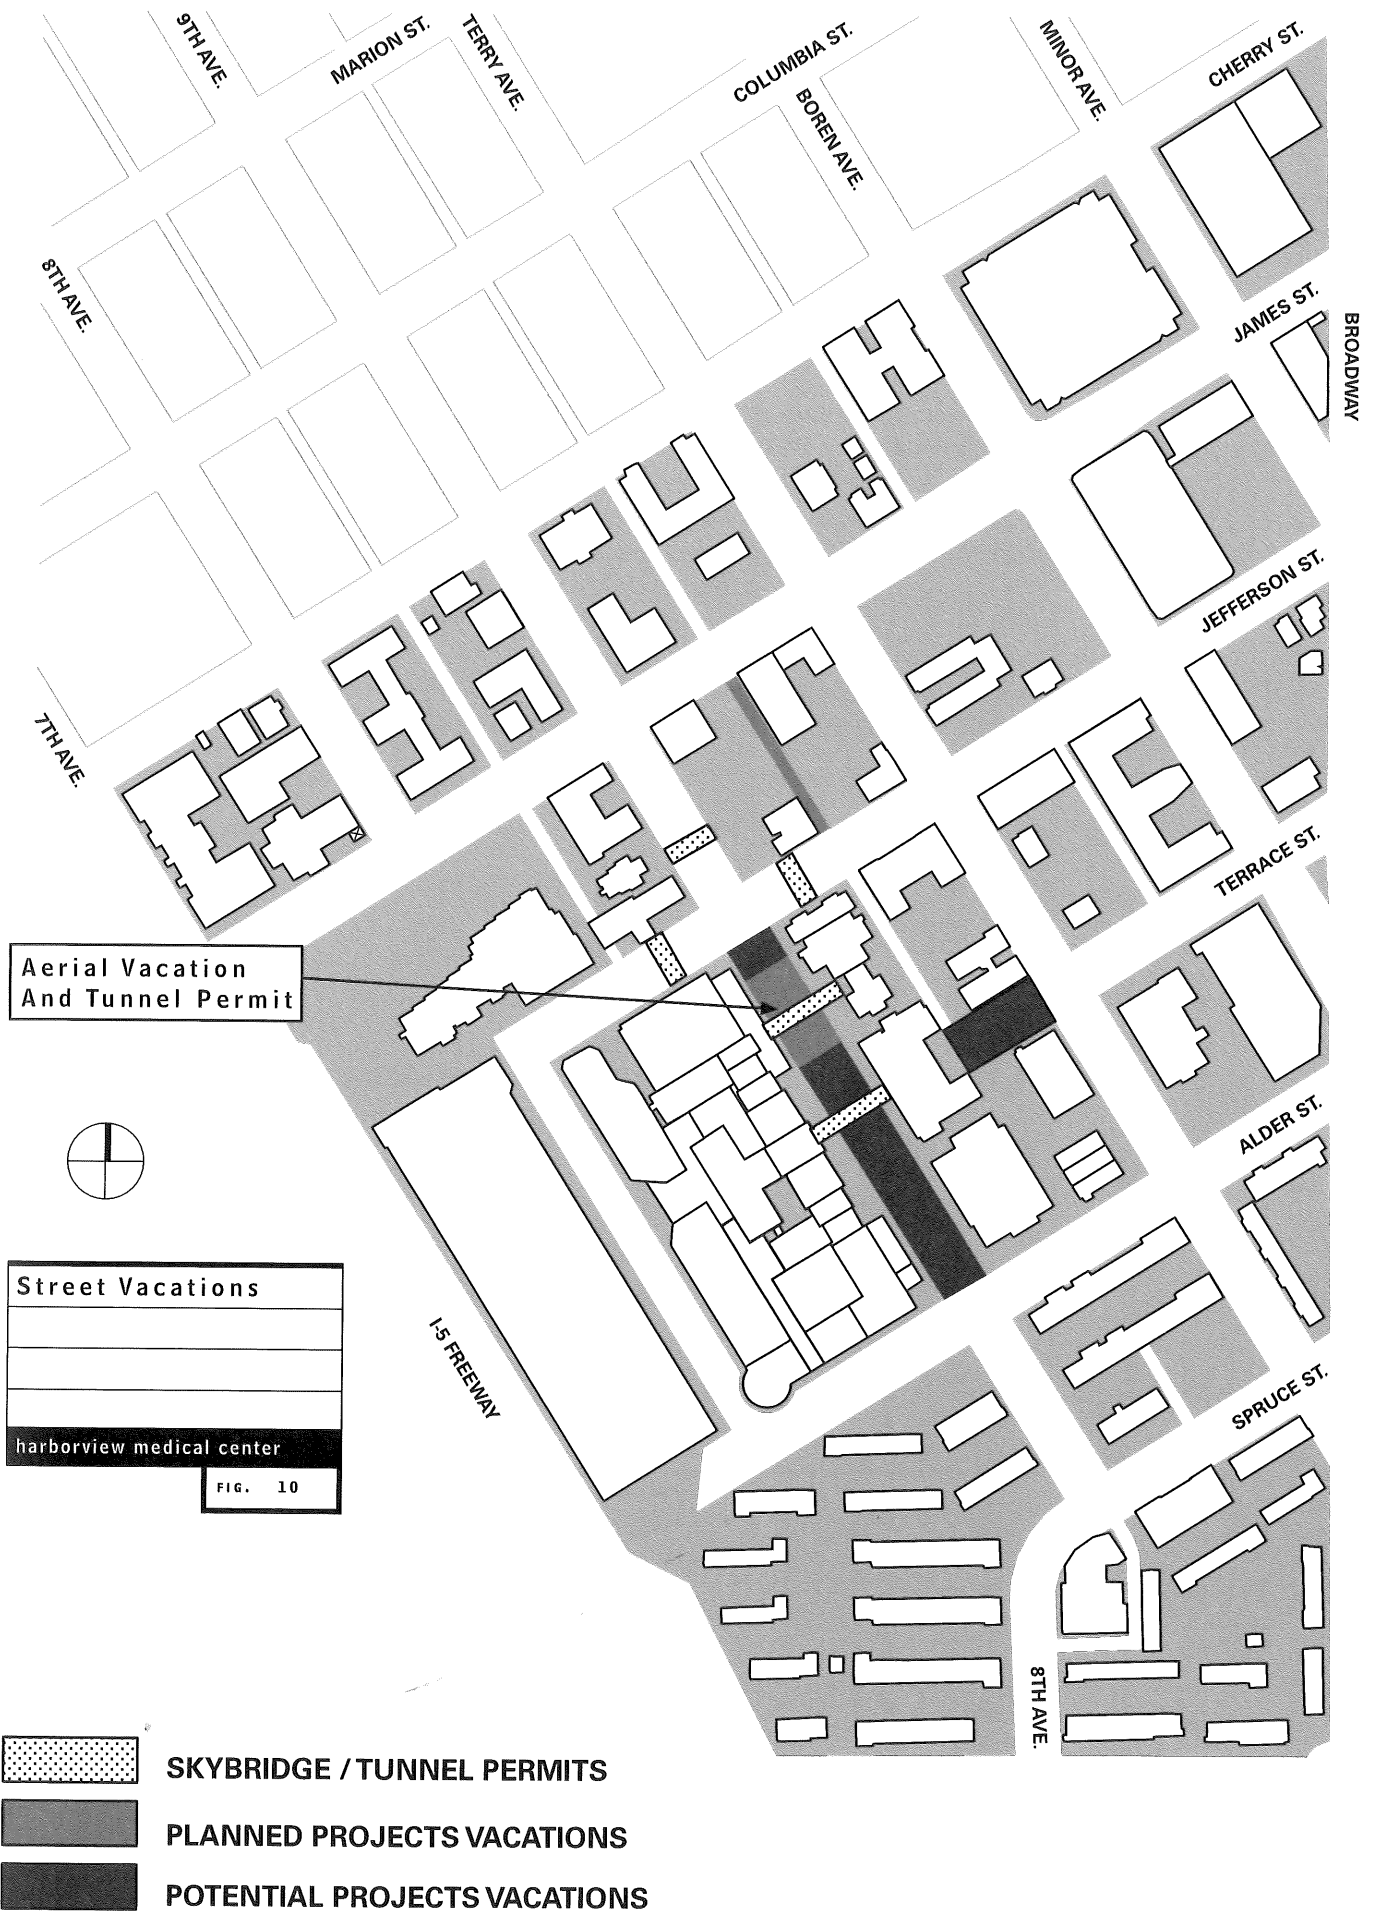 9TH AVE.
MARION ST.
TERRY AVE.
COLUMBIA ST.
BOREN AVE.
MINOR AVE.
CHERRY ST.
8TH AVE.
JAMES ST.
BROADWAY
JEFFERSON ST.
7TH AVE.
TERRACE ST.
Aerial Vacation
And Tunnel Permit
ALDER ST.
Street Vacations
I-5 FREEWAY
SPRUCE ST.
harborview medical center
FIG. 10
8TH AVE.
SKYBRIDGE / TUNNEL PERMITS
PLANNED PROJECTS VACATIONS
POTENTIAL PROJECTS VACATIONS